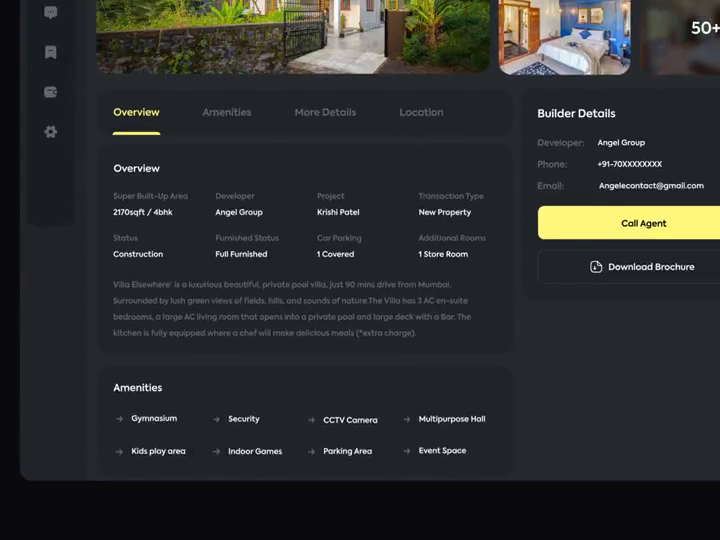 50+
Overview
Amenities
More Details
Location
Builder Details
Developer: Angel Group
Phone: +91-70XXXXXXXX
Email: Angelecontact@gmail.com
Call Agent
Download Brochure
Overview
Super Built-Up Area
Developer
Project
Transaction Type
2170sqft / 4bhk
Angel Group
Krishi Patel
New Property
Status
Furnished Status
Car Parking
Additional Rooms
Construction
Full Furnished
1 Covered
1 Store Room
Villa Elsewhere' is a luxurious beautiful, private pool villa, just 90 mins drive from Mumbai.
Surrounded by lush green views of fields, hills, and sounds of nature.The Villa has 3 AC en-suite
bedrooms, a large AC living room that opens into a private pool and large deck with a Bar. The
kitchen is fully equipped where a chef will make delicious meals (*extra charge).
Amenities
Gymnasium
Security
CCTV Camera
Multipurpose Hall
Kids play area
Indoor Games
Parking Area
Event Space